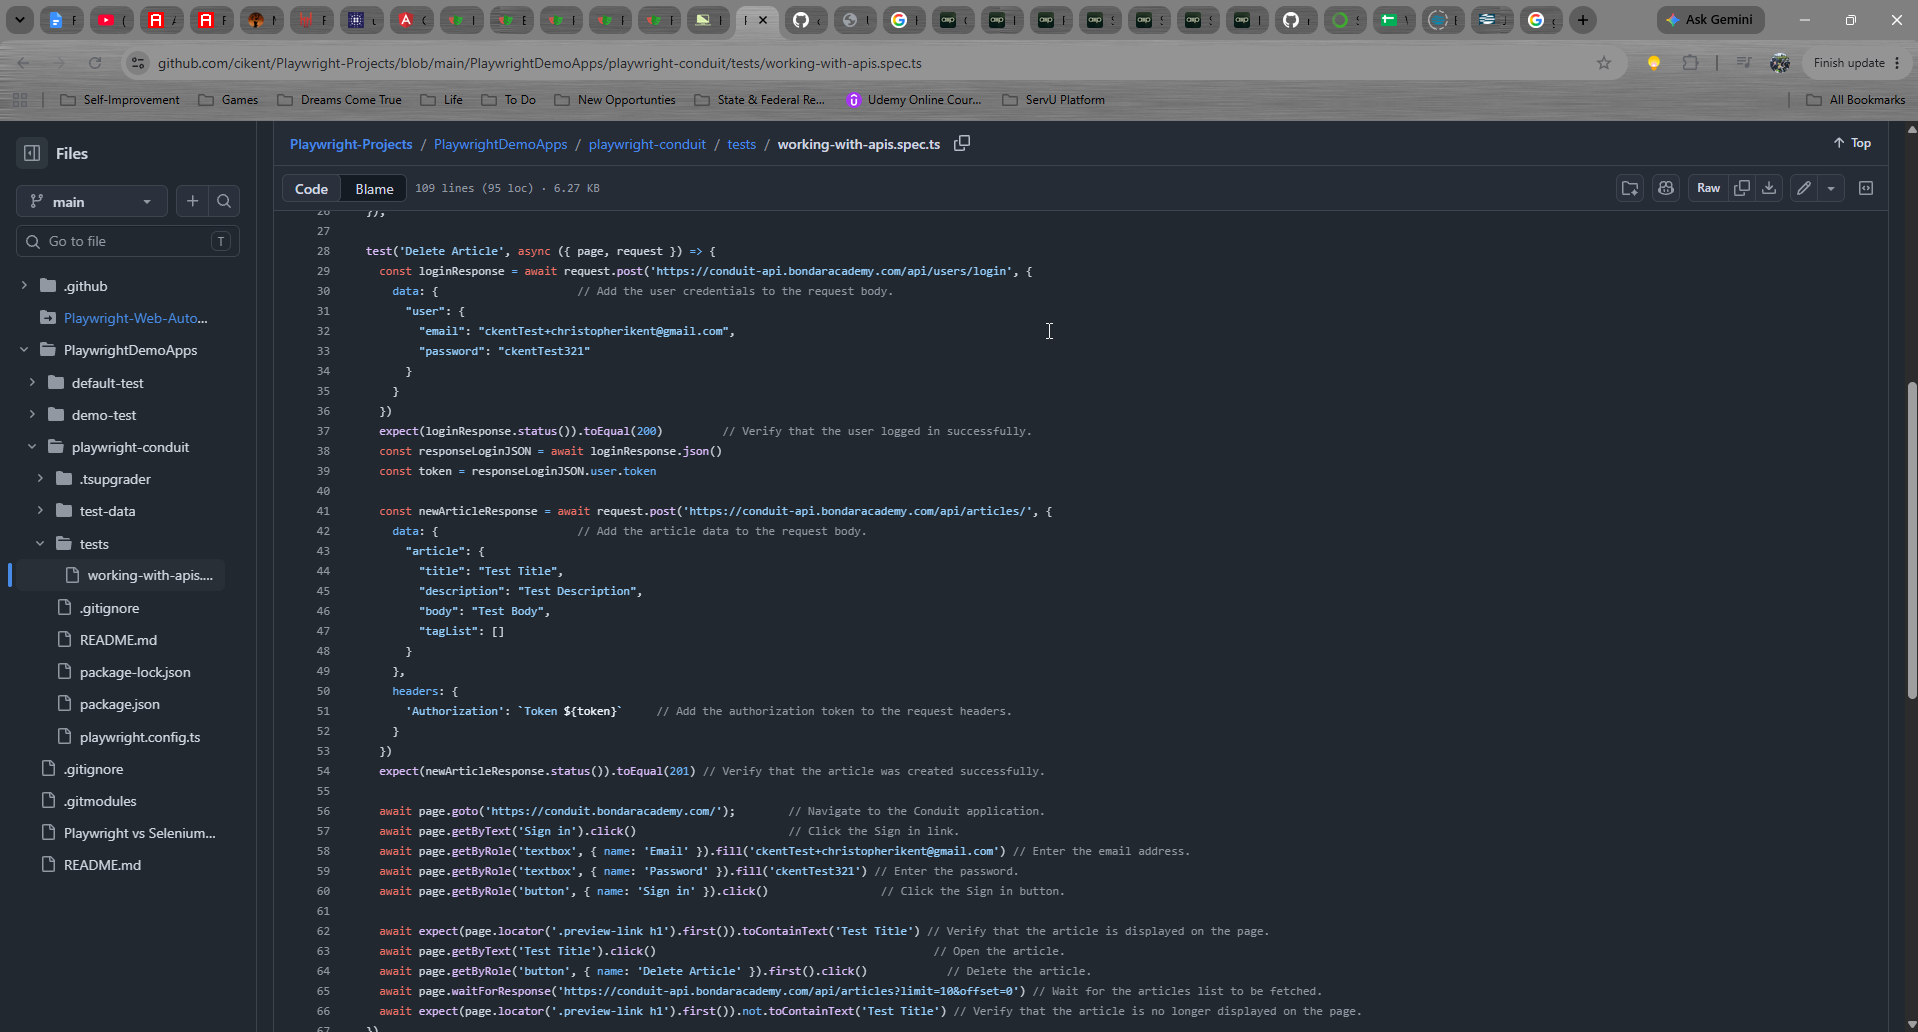 Ask Gemini
github.com/cikent/Playwright-Projects/blob/main/PlaywrightDemoApps/playwright-conduit/tests/working-with-apis.spec.ts
Finish update
Self-Improvement
Games
Dreams Come True
Life
To Do
New Opportunties
State & Federal Re...
Udemy Online Cour...
ServU Platform
All Bookmarks
Files
main
Go to file
T
.github
Playwright-Web-Auto...
PlaywrightDemoApps
default-test
demo-test
playwright-conduit
.tsupgrader
test-data
tests
working-with-apis....
.gitignore
README.md
package-lock.json
package.json
playwright.config.ts
.gitignore
.gitmodules
Playwright vs Selenium...
README.md
Playwright-Projects / PlaywrightDemoApps / playwright-conduit / tests / working-with-apis.spec.ts
Top
Code Blame 109 lines (95 loc) · 6.27 KB
Raw
26 });
27
28 test('Delete Article', async ({ page, request }) => {
29 const loginResponse = await request.post('https://conduit-api.bondaracademy.com/api/users/login', {
30 data: { // Add the user credentials to the request body.
31 "user": {
32 "email": "ckentTest+christopherikent@gmail.com",
33 "password": "ckentTest321"
34 }
35 }
36 })
37 expect(loginResponse.status()).toEqual(200) // Verify that the user logged in successfully.
38 const responseLoginJSON = await loginResponse.json()
39 const token = responseLoginJSON.user.token
40
41 const newArticleResponse = await request.post('https://conduit-api.bondaracademy.com/api/articles/', {
42 data: { // Add the article data to the request body.
43 "article": {
44 "title": "Test Title",
45 "description": "Test Description",
46 "body": "Test Body",
47 "tagList": []
48 }
49 },
50 headers: {
51 'Authorization': `Token ${token}` // Add the authorization token to the request headers.
52 }
53 })
54 expect(newArticleResponse.status()).toEqual(201) // Verify that the article was created successfully.
55
56 await page.goto('https://conduit.bondaracademy.com/'); // Navigate to the Conduit application.
57 await page.getByText('Sign in').click() // Click the Sign in link.
58 await page.getByRole('textbox', { name: 'Email' }).fill('ckentTest+christopherikent@gmail.com') // Enter the email address.
59 await page.getByRole('textbox', { name: 'Password' }).fill('ckentTest321') // Enter the password.
60 await page.getByRole('button', { name: 'Sign in' }).click() // Click the Sign in button.
61
62 await expect(page.locator('.preview-link h1').first()).toContainText('Test Title') // Verify that the article is displayed on the page.
63 await page.getByText('Test Title').click() // Open the article.
64 await page.getByRole('button', { name: 'Delete Article' }).first().click() // Delete the article.
65 await page.waitForResponse('https://conduit-api.bondaracademy.com/api/articles?limit=10&offset=0') // Wait for the articles list to be fetched.
66 await expect(page.locator('.preview-link h1').first()).not.toContainText('Test Title') // Verify that the article is no longer displayed on the page.
67 })